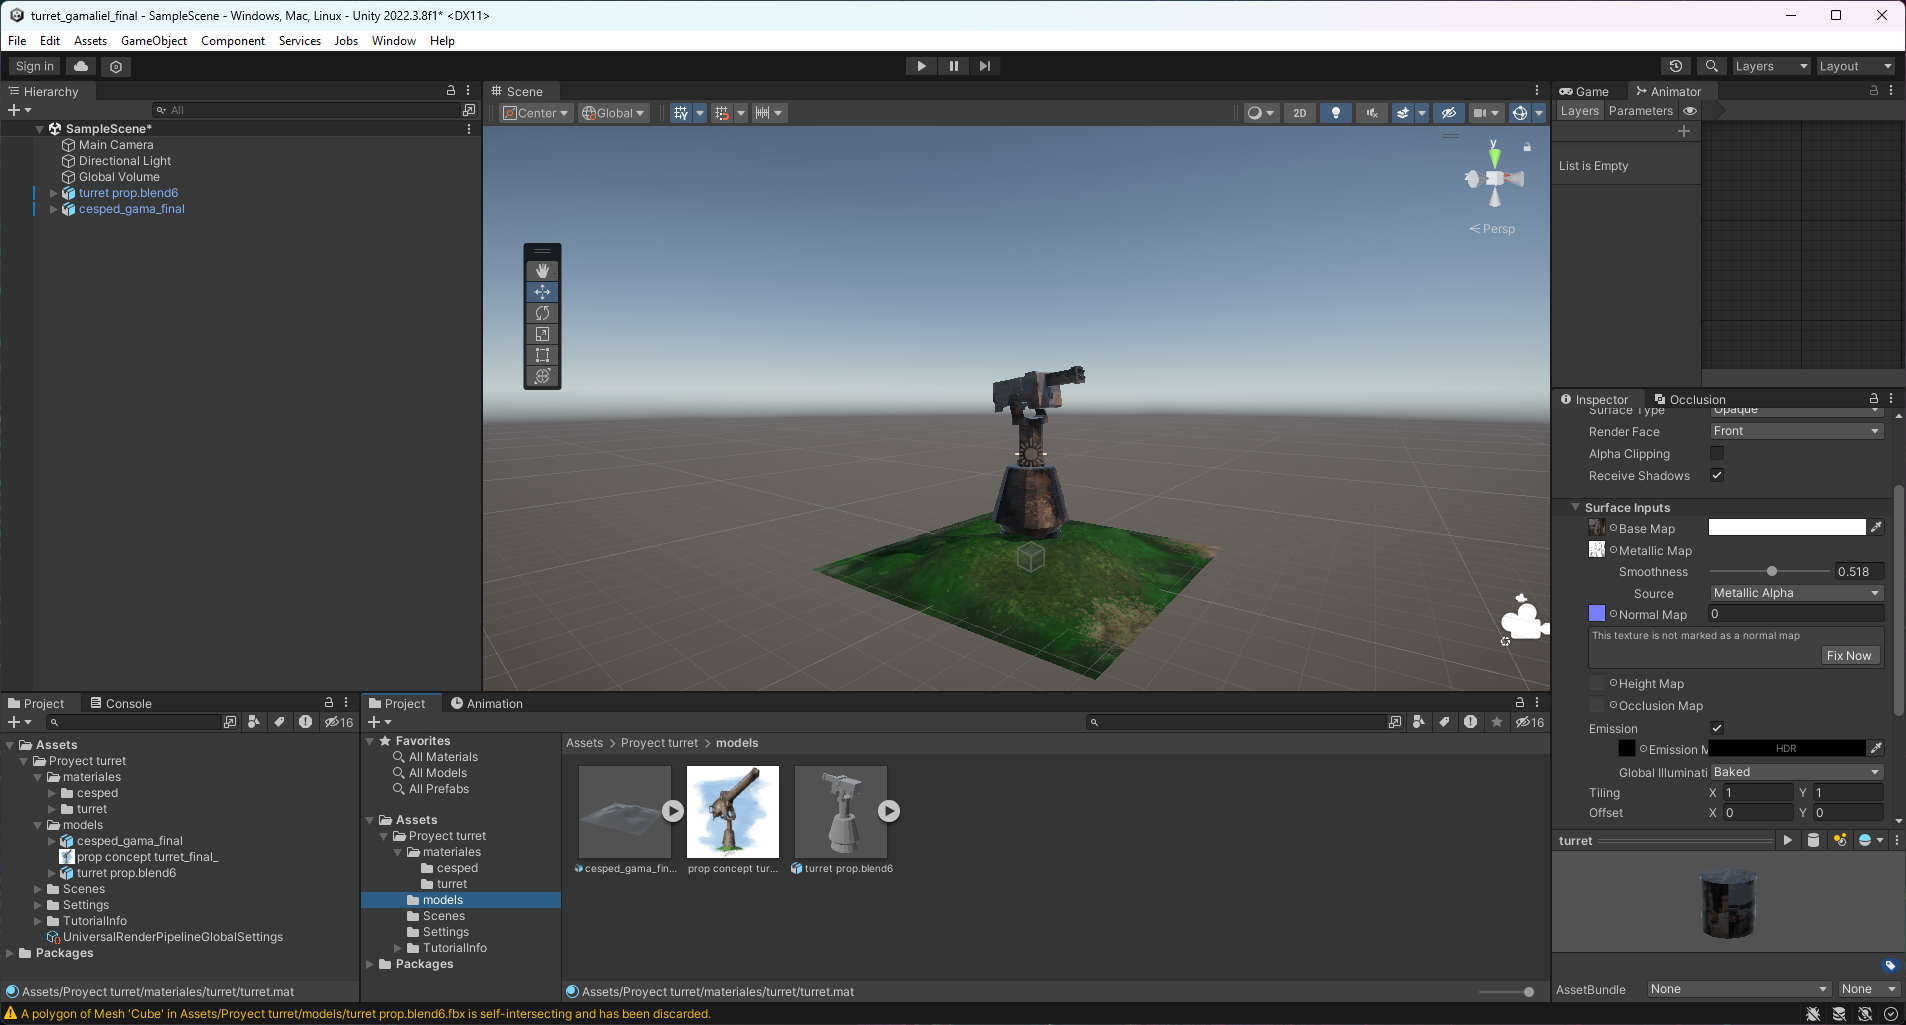 turret_gamaliel_final - SampleScene - Windows, Mac, Linux - Unity 2022.3.8f1* <DX11>
File Edit Assets GameObject Component Services Jobs Window Help
Sign in
Layers
Layout
Hierarchy
All
SampleScene*
Main Camera
Directional Light
Global Volume
turret prop.blend6
cesped_gama_final
Scene
Center
Global
2D
y
z
Persp
Game
Animator
Layers
Parameters
List is Empty
Inspector
Occlusion
Surface Type Opaque
Render Face Front
Alpha Clipping
Receive Shadows
Surface Inputs
Base Map
Metallic Map
Smoothness 0.518
Source Metallic Alpha
Normal Map 0
This texture is not marked as a normal map
Fix Now
Height Map
Occlusion Map
Emission
Emission M HDR
Global Illuminati Baked
Tiling X 1 Y 1
Offset X 0 Y 0
turret
AssetBundle None None
Project
Console
16
Assets
Proyect turret
materiales
cesped
turret
models
cesped_gama_final
prop concept turret_final_
turret prop.blend6
Scenes
Settings
TutorialInfo
UniversalRenderPipelineGlobalSettings
Packages
Assets/Proyect turret/materiales/turret/turret.mat
Project
Animation
16
Favorites
All Materials
All Models
All Prefabs
Assets
Proyect turret
materiales
cesped
turret
models
Scenes
Settings
TutorialInfo
Packages
Assets > Proyect turret > models
cesped_gama_fin...
prop concept tur...
turret prop.blend6
Assets/Proyect turret/materiales/turret/turret.mat
A polygon of Mesh 'Cube' in Assets/Proyect turret/models/turret prop.blend6.fbx is self-intersecting and has been discarded.